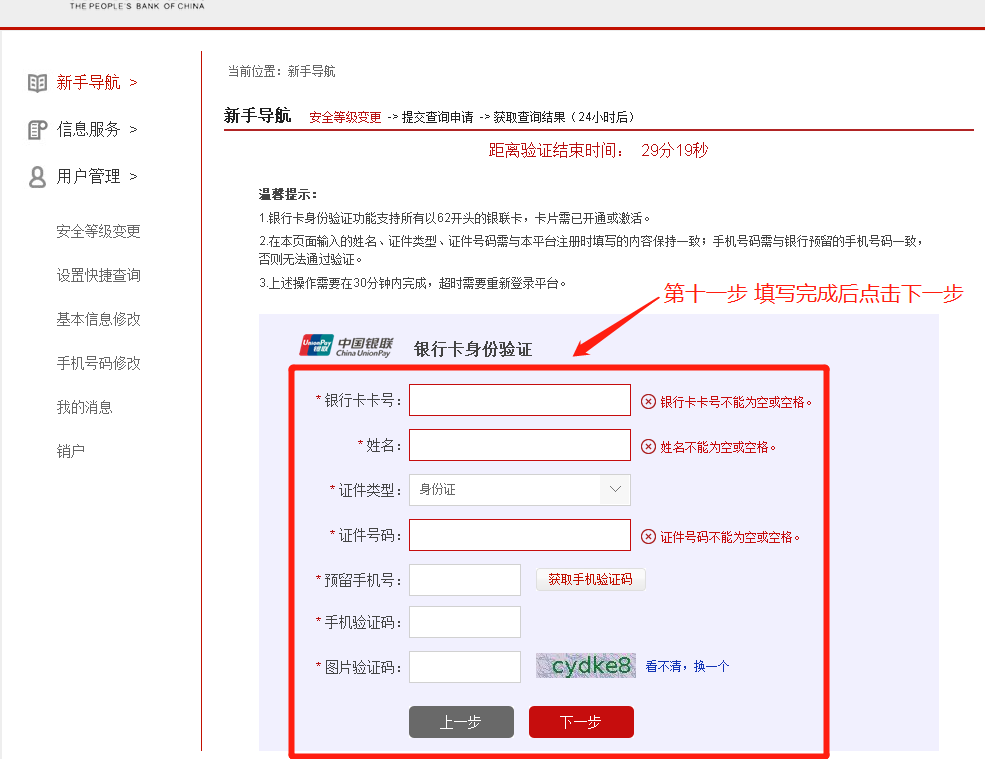 THE PEOPLE'S BANK OF CHINA
新手导航 >
信息服务 >
用户管理 >
安全等级变更
设置快捷查询
基本信息修改
手机号码修改
我的消息
销户
当前位置：新手导航
新手导航 安全等级变更 -> 提交查询申请 -> 获取查询结果（24小时后）
距离验证结束时间： 29分19秒
温馨提示：
1.银行卡身份验证功能支持所有以62开头的银联卡，卡片需已开通或激活。
2.在本页面输入的姓名、证件类型、证件号码需与本平台注册时填写的内容保持一致；手机号码需与银行预留的手机号码一致，
否则无法通过验证。
3.上述操作需要在30分钟内完成，超时需要重新登录平台。
第十一步 填写完成后点击下一步
UnionPay 银联 中国银联 China UnionPay 银行卡身份验证
*银行卡卡号： 银行卡卡号不能为空或空格。
*姓名： 姓名不能为空或空格。
*证件类型： 身份证
*证件号码： 证件号码不能为空或空格。
*预留手机号： 获取手机验证码
*手机验证码：
*图片验证码： cydke8 看不清，换一个
上一步 下一步